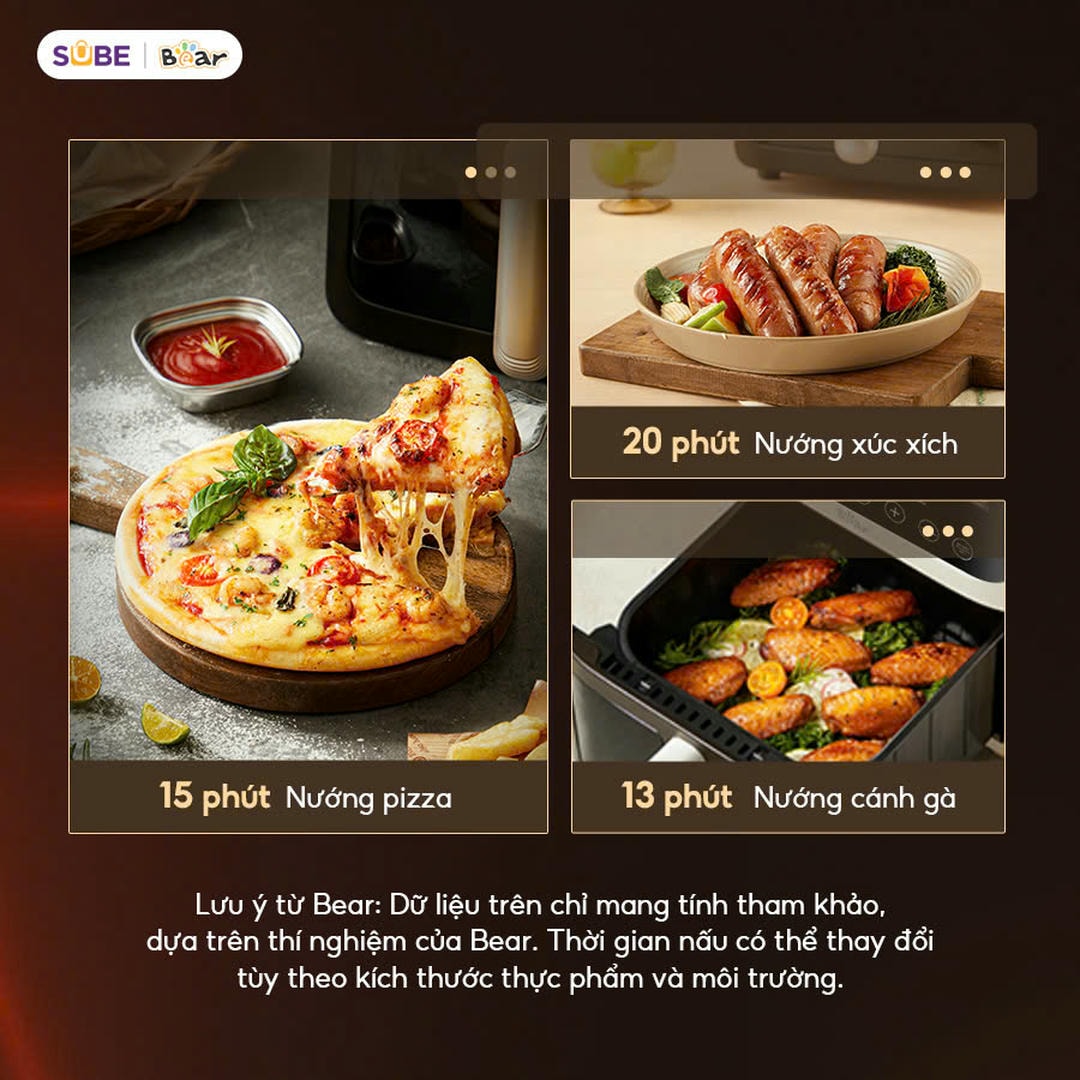 SUBE | Bear
20 phút Nướng xúc xích
15 phút Nướng pizza
13 phút Nướng cánh gà
Lưu ý từ Bear: Dữ liệu trên chỉ mang tính tham khảo,
dựa trên thí nghiệm của Bear. Thời gian nấu có thể thay đổi
tùy theo kích thước thực phẩm và môi trường.